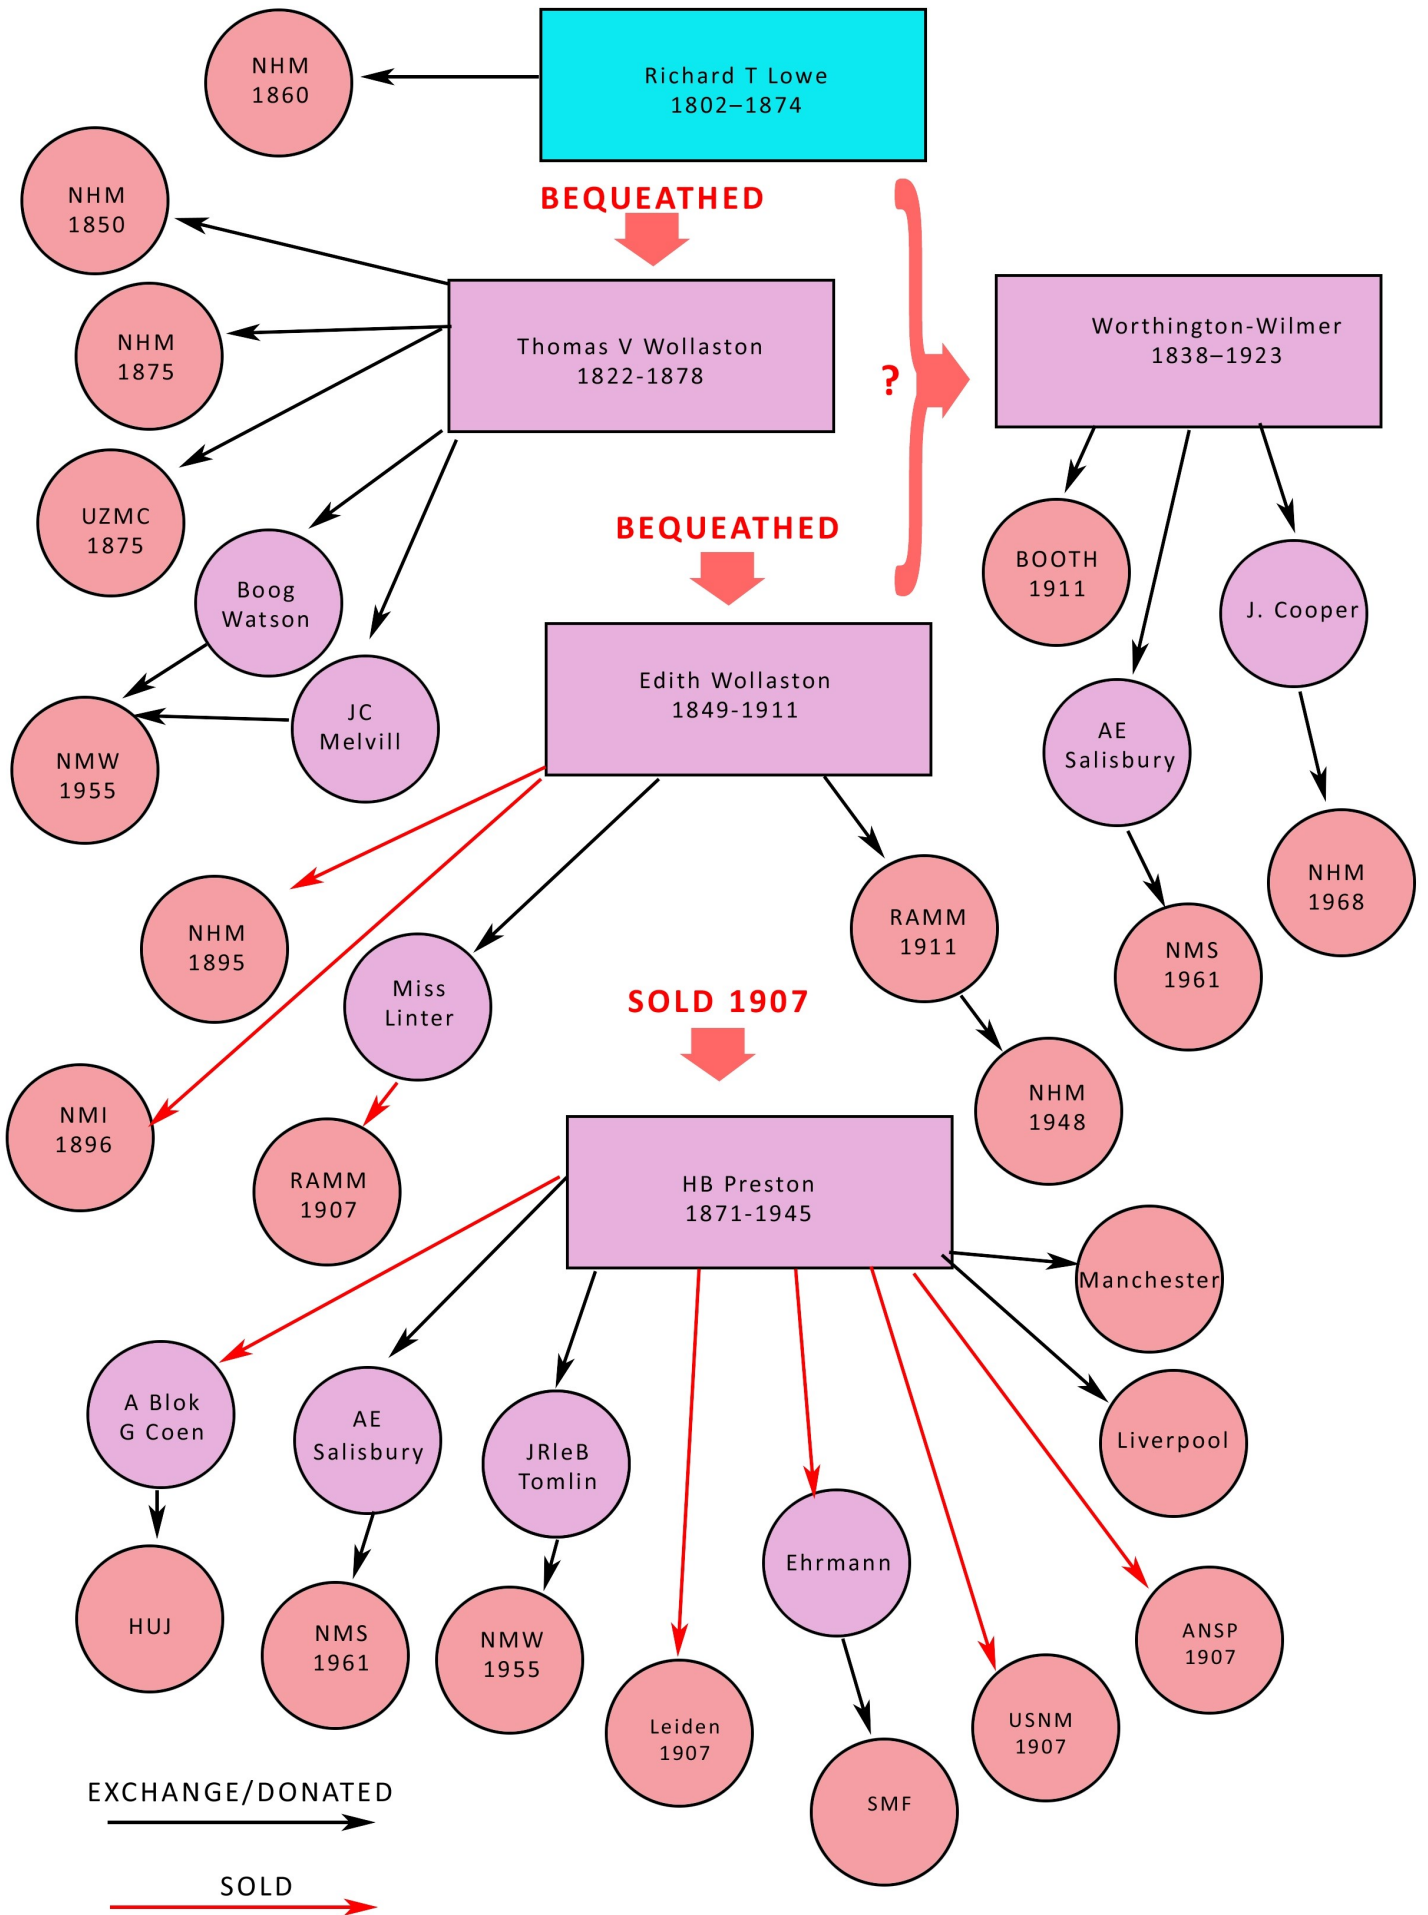 NHM
1860
Richard T Lowe
1802–1874
NHM
1850
BEQUEATHED
NHM
1875
Thomas V Wollaston
1822-1878
?
Worthington-Wilmer
1838–1923
UZMC
1875
Boog
Watson
BEQUEATHED
BOOTH
1911
J. Cooper
NMW
1955
JC
Melvill
Edith Wollaston
1849-1911
AE
Salisbury
NHM
1895
Miss
Linter
RAMM
1911
NMS
1961
NHM
1968
SOLD 1907
NMI
1896
RAMM
1907
NHM
1948
HB Preston
1871-1945
Manchester
A Blok
G Coen
AE
Salisbury
JRleB
Tomlin
Liverpool
Ehrmann
HUJ
NMS
1961
NMW
1955
Leiden
1907
SMF
USNM
1907
ANSP
1907
EXCHANGE/DONATED
SOLD